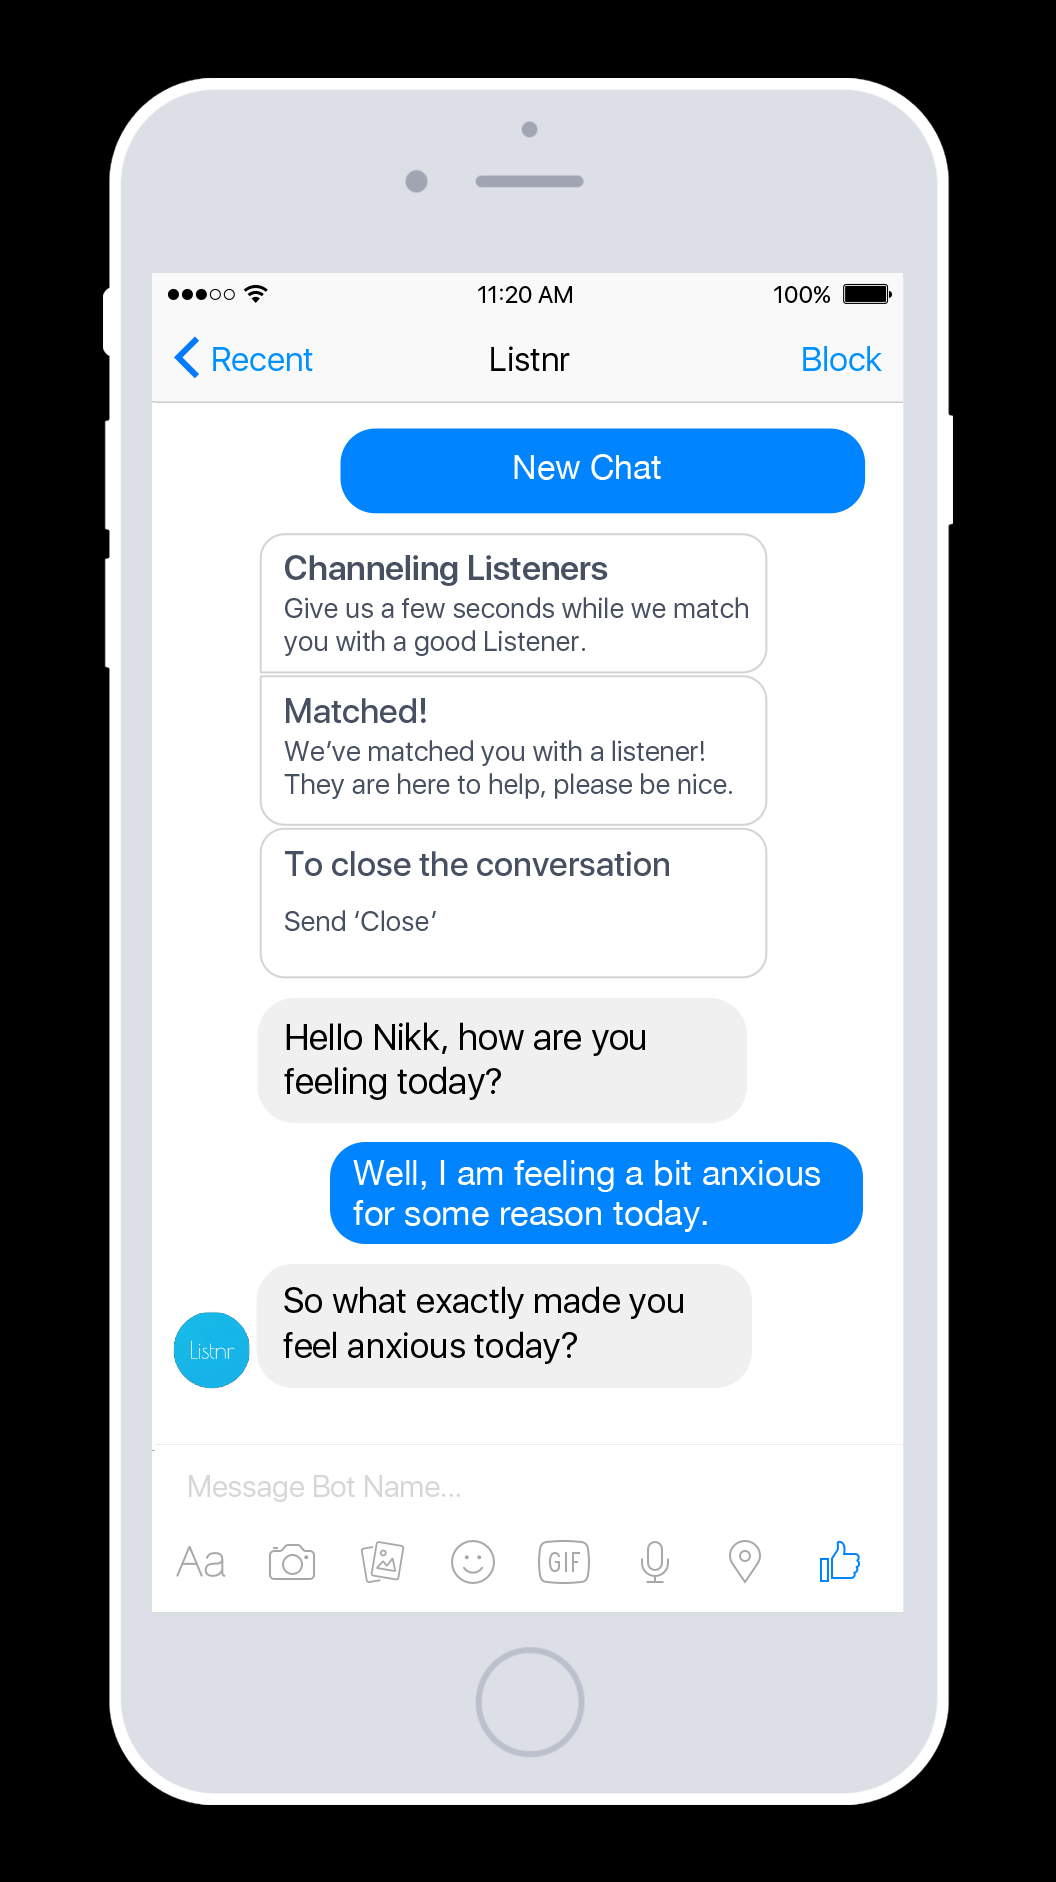 11:20 AM
100%
Recent
Listnr
Block
New Chat
Channeling Listeners
Give us a few seconds while we match
you with a good Listener.
Matched!
We’ve matched you with a listener!
They are here to help, please be nice.
To close the conversation
Send ‘Close’
Hello Nikk, how are you
feeling today?
Well, I am feeling a bit anxious
for some reason today.
So what exactly made you
feel anxious today?
Listnr
Message Bot Name...
Aa
GIF